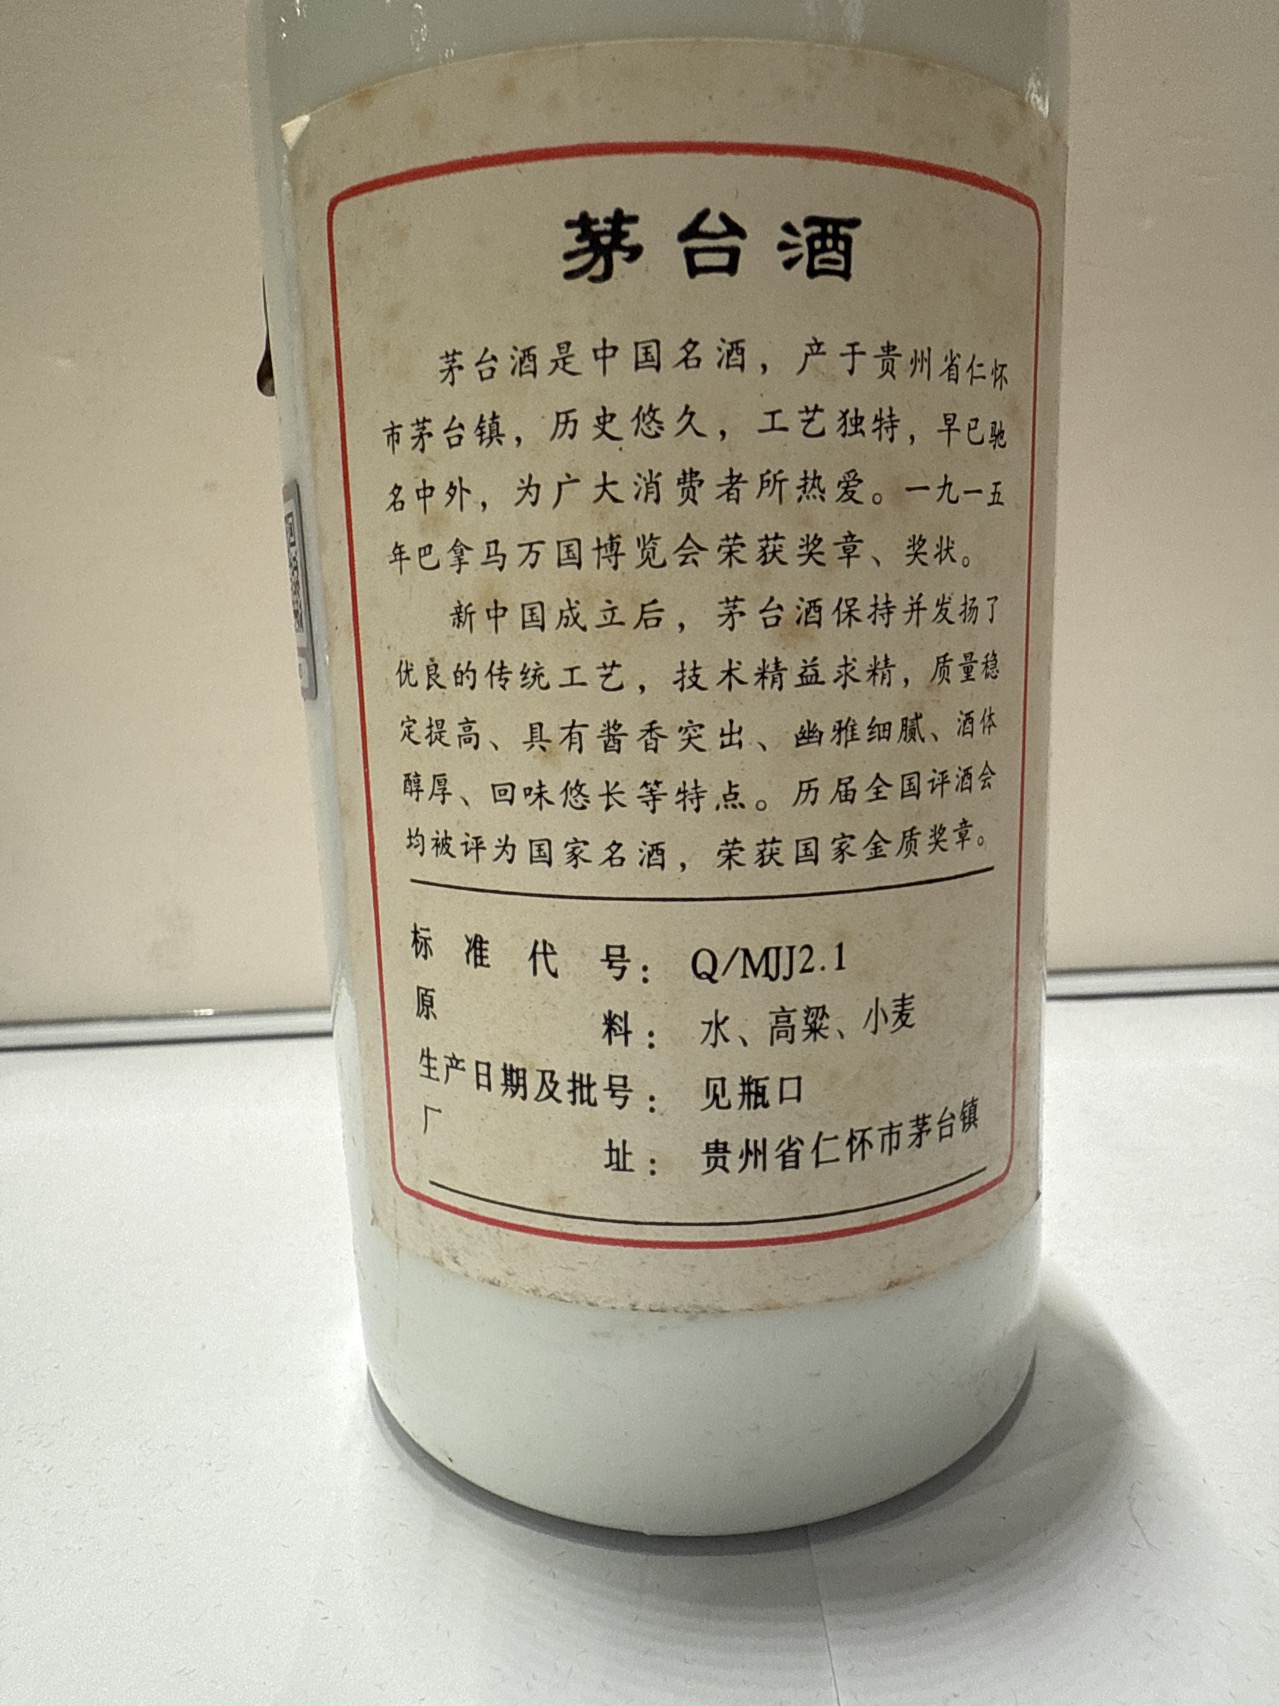 茅台酒
茅台酒是中国名酒，产于贵州省仁怀
市茅台镇，历史悠久，工艺独特，早已驰
名中外，为广大消费者所热爱。一九一五
年巴拿马万国博览会荣获奖章、奖状。
新中国成立后，茅台酒保持并发扬了
优良的传统工艺，技术精益求精，质量稳
定提高、具有酱香突出、幽雅细腻、酒体
醇厚、回味悠长等特点。历届全国评酒会
均被评为国家名酒，荣获国家金质奖章。
标准代号：Q/MJJ2.1
原料：水、高粱、小麦
生产日期及批号：见瓶口
厂址：贵州省仁怀市茅台镇